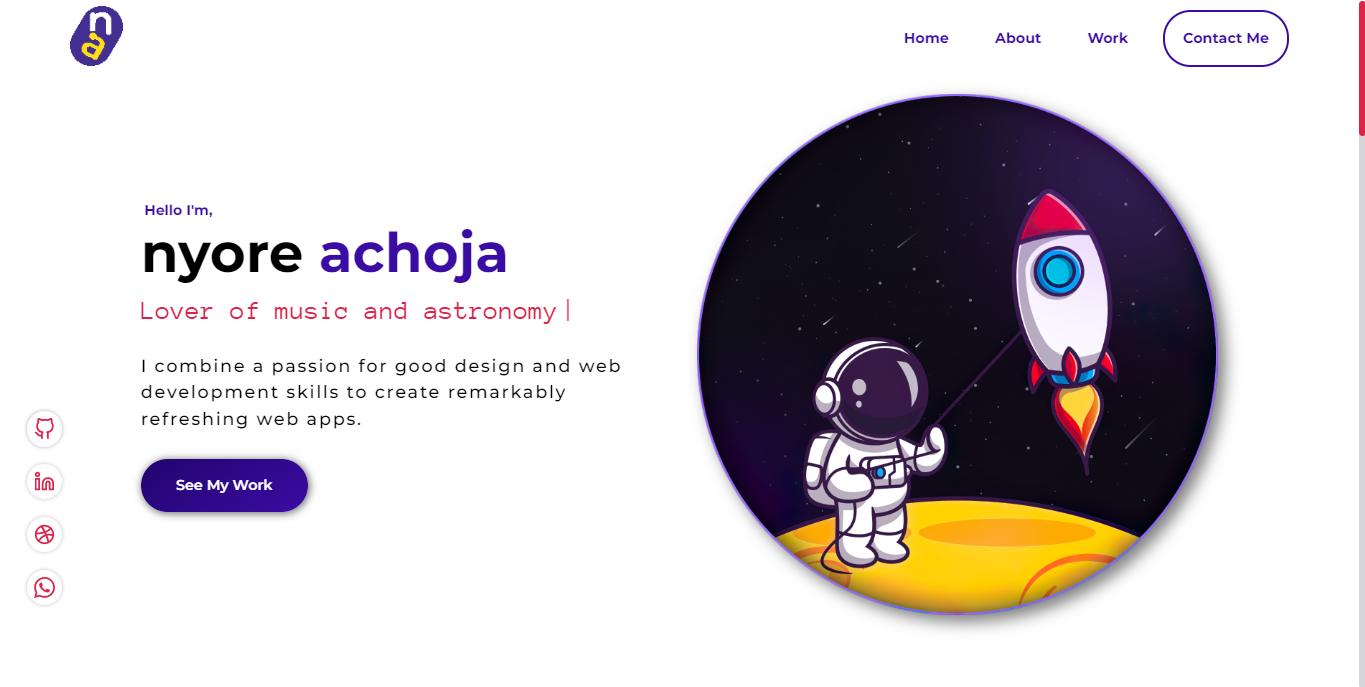 na
Home About Work Contact Me
Hello I'm,
nyore achoja
Lover of music and astronomy|
I combine a passion for good design and web
development skills to create remarkably
refreshing web apps.
See My Work
in